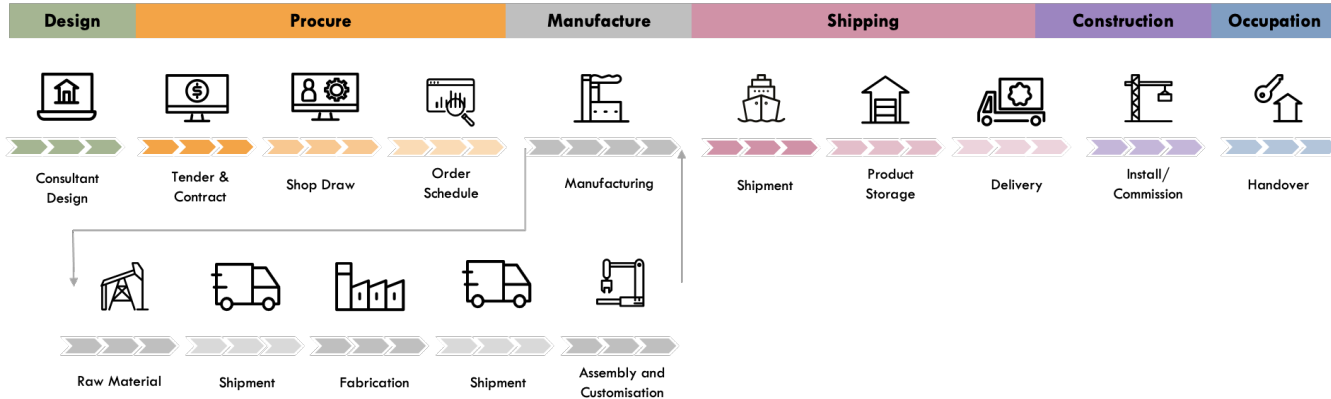 Design
Procure
Manufacture
Shipping
Construction
Occupation
Consultant
Design
Tender &
Contract
Shop Draw
Order
Schedule
Manufacturing
Shipment
Product
Storage
Delivery
Install/
Commission
Handover
Raw Material
Shipment
Fabrication
Shipment
Assembly and
Customisation